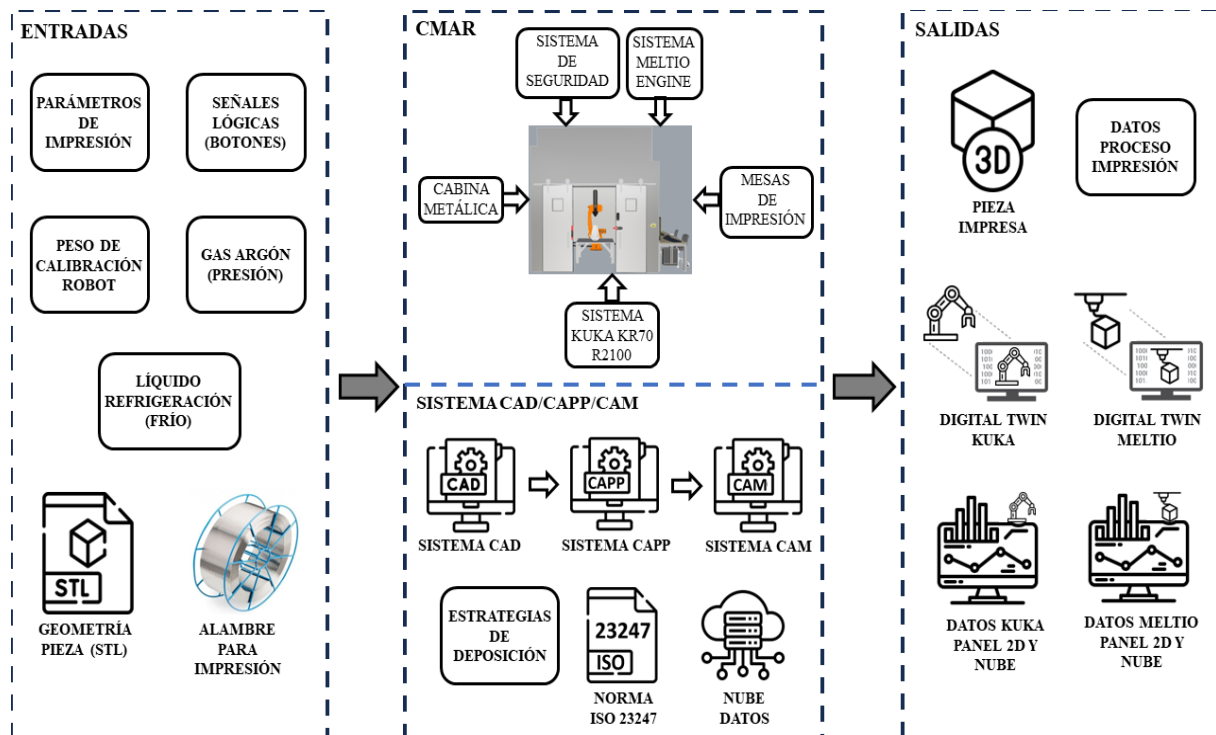 ENTRADAS
PARÁMETROS
DE
IMPRESIÓN
SEÑALES
LÓGICAS
(BOTONES)
PESO DE
CALIBRACIÓN
ROBOT
GAS ARGÓN
(PRESIÓN)
LÍQUIDO
REFRIGERACIÓN
(FRÍO)
STL
GEOMETRÍA
PIEZA (STL)
ALAMBRE
PARA
IMPRESIÓN
CMAR
SISTEMA
DE
SEGURIDAD
SISTEMA
MELTIO
ENGINE
CABINA
METÁLICA
MESAS
DE
IMPRESIÓN
SISTEMA
KUKA KR70
R2100
SISTEMA CAD/CAPP/CAM
CAD
CAPP
CAM
SISTEMA CAD
SISTEMA CAPP
SISTEMA CAM
ESTRATEGIAS
DE
DEPOSICIÓN
23247
ISO
NORMA
ISO 23247
NUBE
DATOS
SALIDAS
3D
PIEZA
IMPRESA
DATOS
PROCESO
IMPRESIÓN
DIGITAL TWIN
KUKA
DIGITAL TWIN
MELTIO
DATOS KUKA
PANEL 2D Y
NUBE
DATOS MELTIO
PANEL 2D Y
NUBE